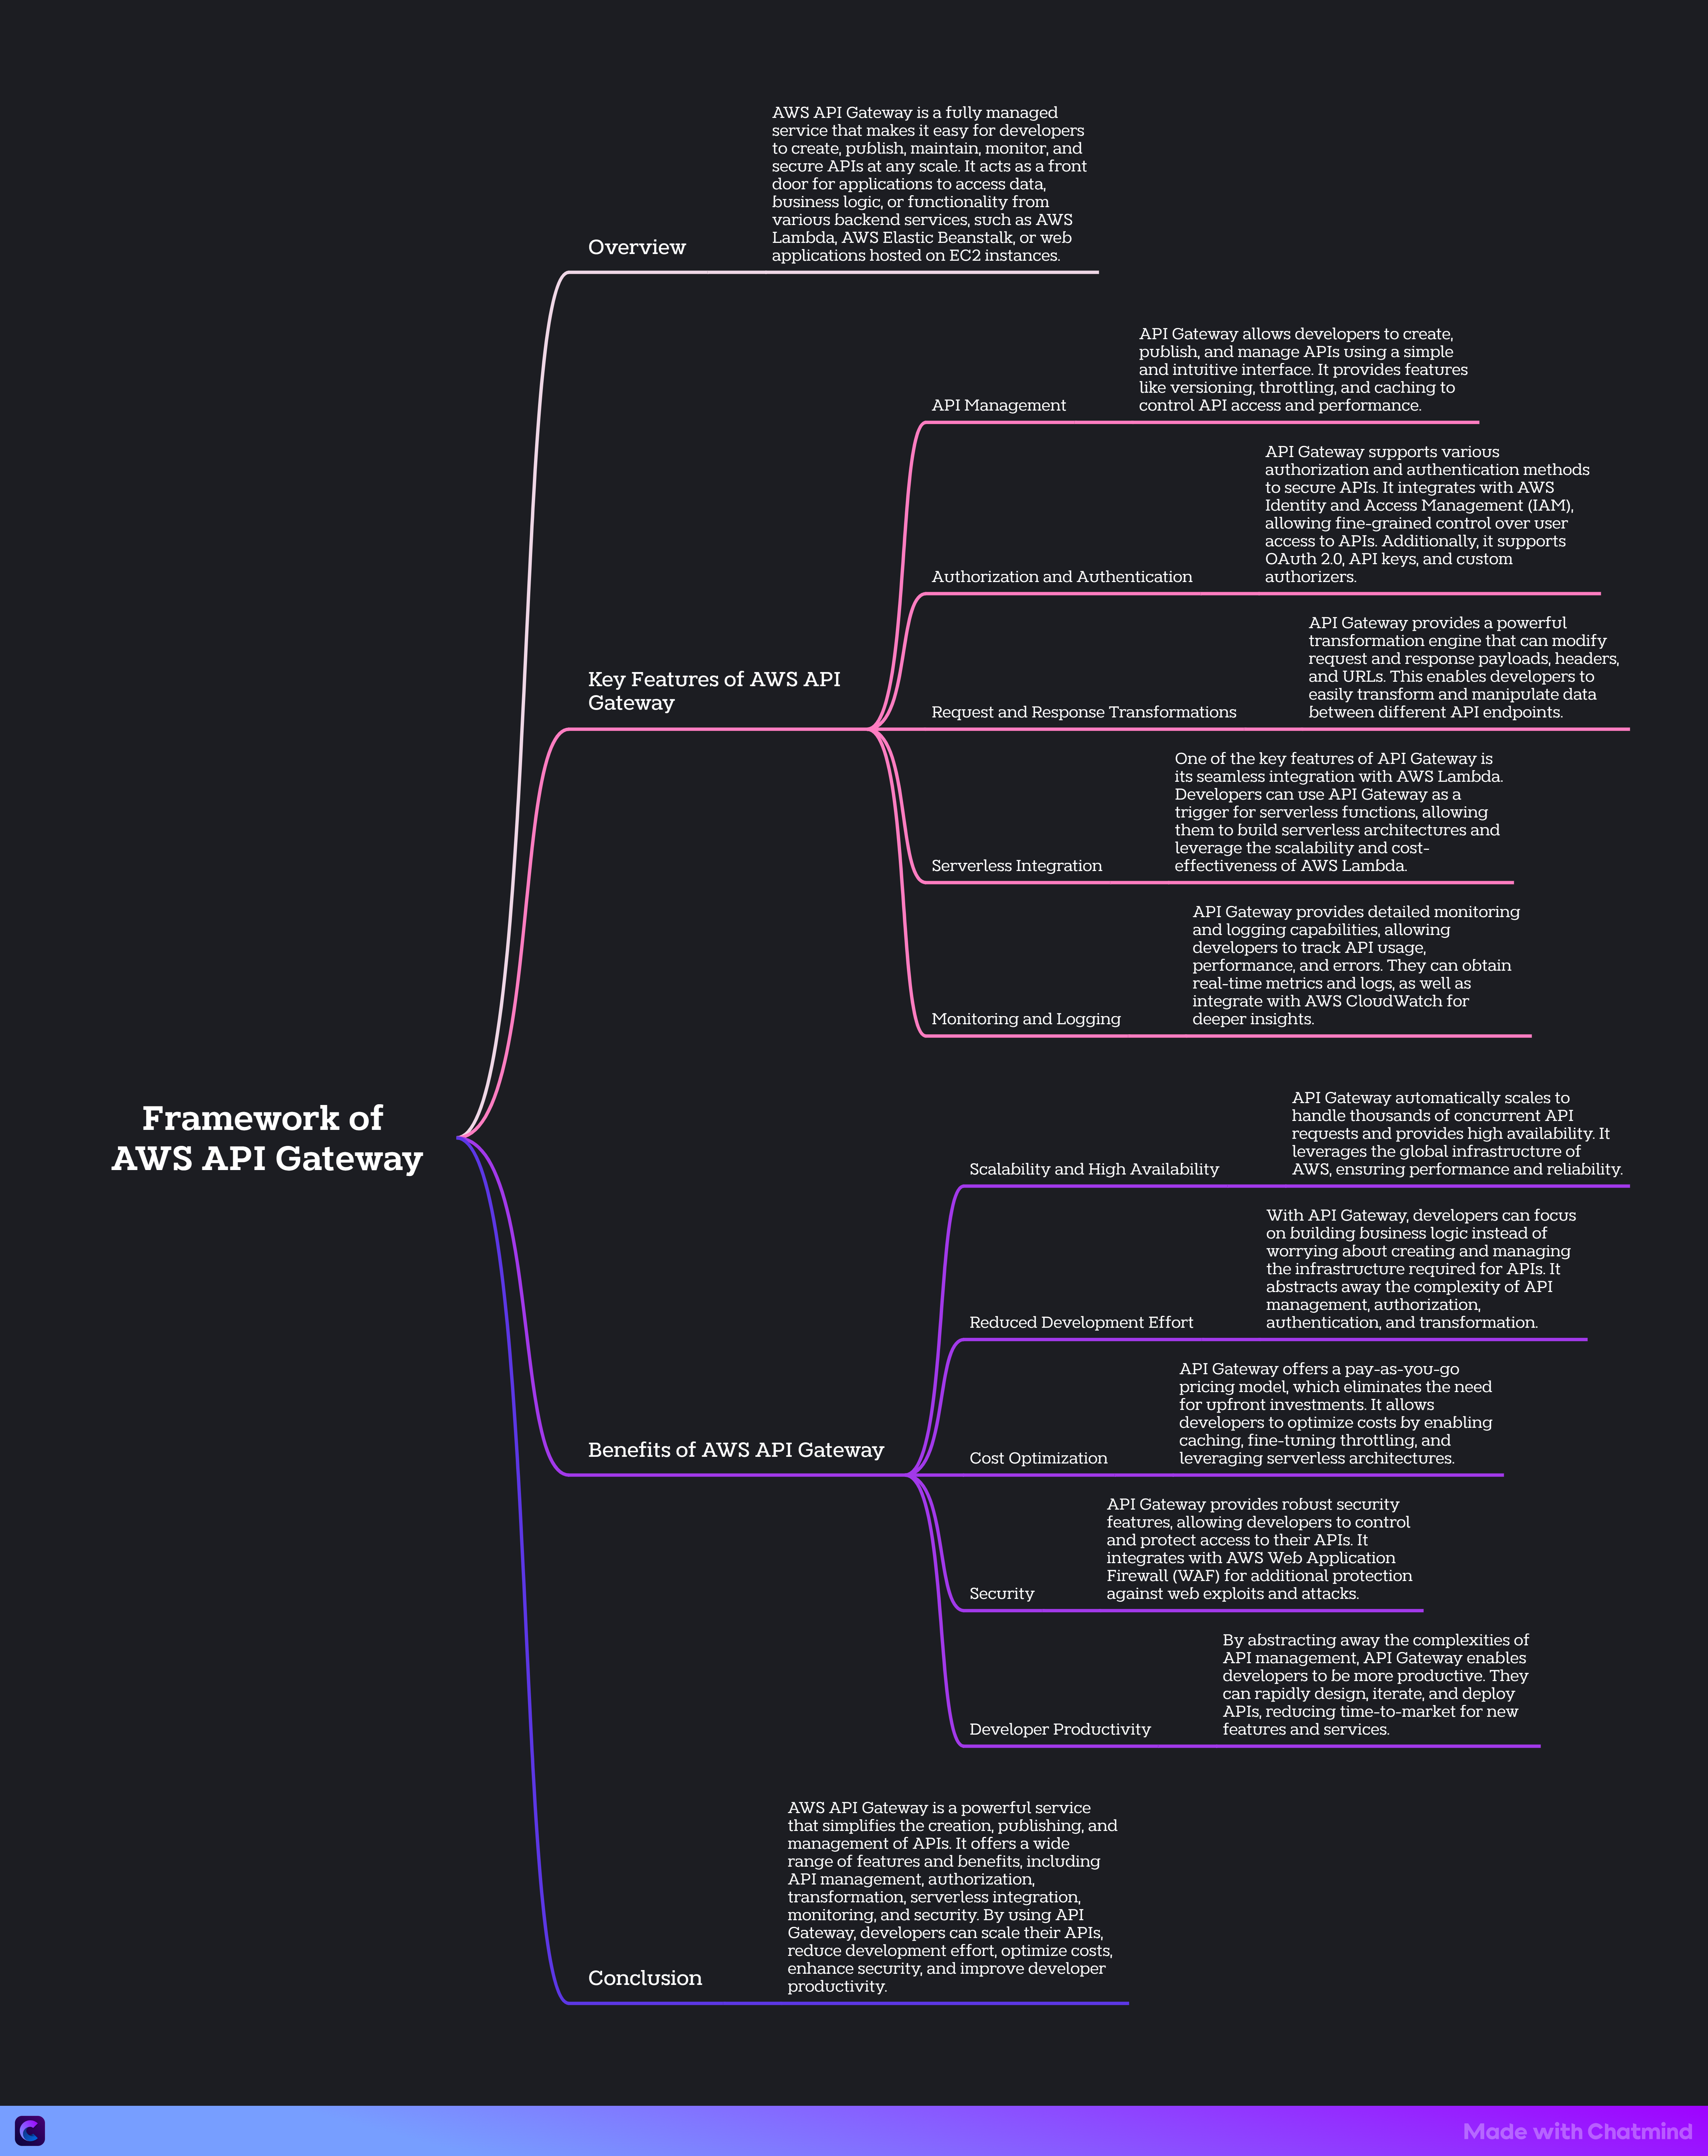 Framework of
AWS API Gateway
Overview
AWS API Gateway is a fully managed
service that makes it easy for developers
to create, publish, maintain, monitor, and
secure APIs at any scale. It acts as a front
door for applications to access data,
business logic, or functionality from
various backend services, such as AWS
Lambda, AWS Elastic Beanstalk, or web
applications hosted on EC2 instances.
Key Features of AWS API
Gateway
API Management
API Gateway allows developers to create,
publish, and manage APIs using a simple
and intuitive interface. It provides features
like versioning, throttling, and caching to
control API access and performance.
Authorization and Authentication
API Gateway supports various
authorization and authentication methods
to secure APIs. It integrates with AWS
Identity and Access Management (IAM),
allowing fine-grained control over user
access to APIs. Additionally, it supports
OAuth 2.0, API keys, and custom
authorizers.
Request and Response Transformations
API Gateway provides a powerful
transformation engine that can modify
request and response payloads, headers,
and URLs. This enables developers to
easily transform and manipulate data
between different API endpoints.
Serverless Integration
One of the key features of API Gateway is
its seamless integration with AWS Lambda.
Developers can use API Gateway as a
trigger for serverless functions, allowing
them to build serverless architectures and
leverage the scalability and cost-
effectiveness of AWS Lambda.
Monitoring and Logging
API Gateway provides detailed monitoring
and logging capabilities, allowing
developers to track API usage,
performance, and errors. They can obtain
real-time metrics and logs, as well as
integrate with AWS CloudWatch for
deeper insights.
Benefits of AWS API Gateway
Scalability and High Availability
API Gateway automatically scales to
handle thousands of concurrent API
requests and provides high availability. It
leverages the global infrastructure of
AWS, ensuring performance and reliability.
Reduced Development Effort
With API Gateway, developers can focus
on building business logic instead of
worrying about creating and managing
the infrastructure required for APIs. It
abstracts away the complexity of API
management, authorization,
authentication, and transformation.
Cost Optimization
API Gateway offers a pay-as-you-go
pricing model, which eliminates the need
for upfront investments. It allows
developers to optimize costs by enabling
caching, fine-tuning throttling, and
leveraging serverless architectures.
Security
API Gateway provides robust security
features, allowing developers to control
and protect access to their APIs. It
integrates with AWS Web Application
Firewall (WAF) for additional protection
against web exploits and attacks.
Developer Productivity
By abstracting away the complexities of
API management, API Gateway enables
developers to be more productive. They
can rapidly design, iterate, and deploy
APIs, reducing time-to-market for new
features and services.
Conclusion
AWS API Gateway is a powerful service
that simplifies the creation, publishing, and
management of APIs. It offers a wide
range of features and benefits, including
API management, authorization,
transformation, serverless integration,
monitoring, and security. By using API
Gateway, developers can scale their APIs,
reduce development effort, optimize costs,
enhance security, and improve developer
productivity.
Made with Chatmind